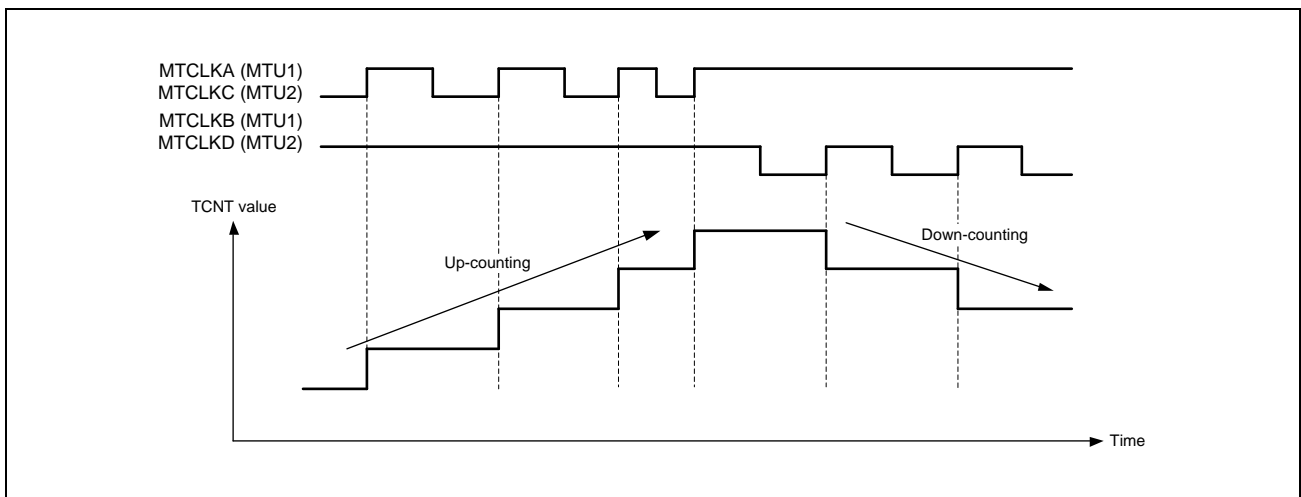 MTCLKA (MTU1)
MTCLKC (MTU2)
MTCLKB (MTU1)
MTCLKD (MTU2)
TCNT value
Up-counting
Down-counting
Time